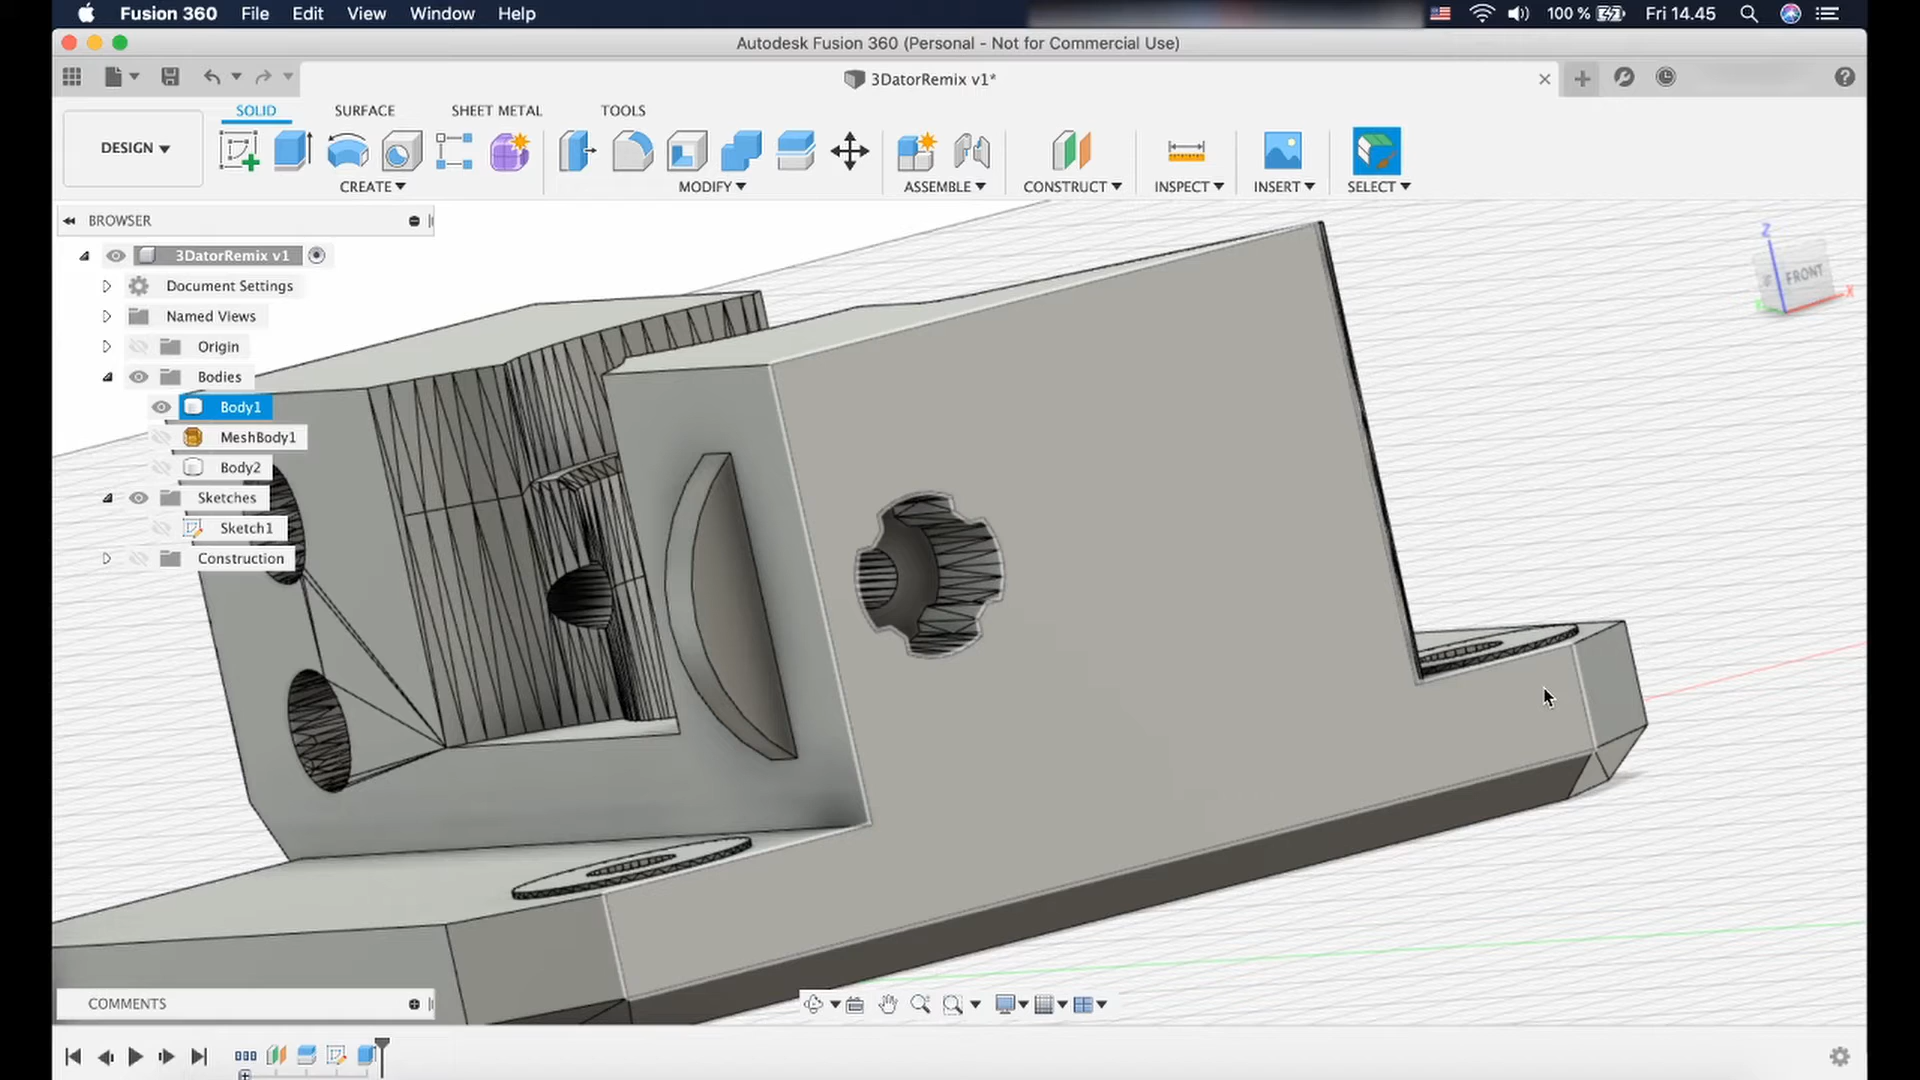 Fusion 360 File Edit View Window Help 100 % Fri 14.45
Autodesk Fusion 360 (Personal - Not for Commercial Use)
3DatorRemix v1*
SOLID SURFACE SHEET METAL TOOLS
DESIGN
CREATE MODIFY ASSEMBLE CONSTRUCT INSPECT INSERT SELECT
BROWSER
3DatorRemix v1
Document Settings
Named Views
Origin
Bodies
Body1
MeshBody1
Body2
Sketches
Sketch1
Construction
Z
FRONT
X
COMMENTS